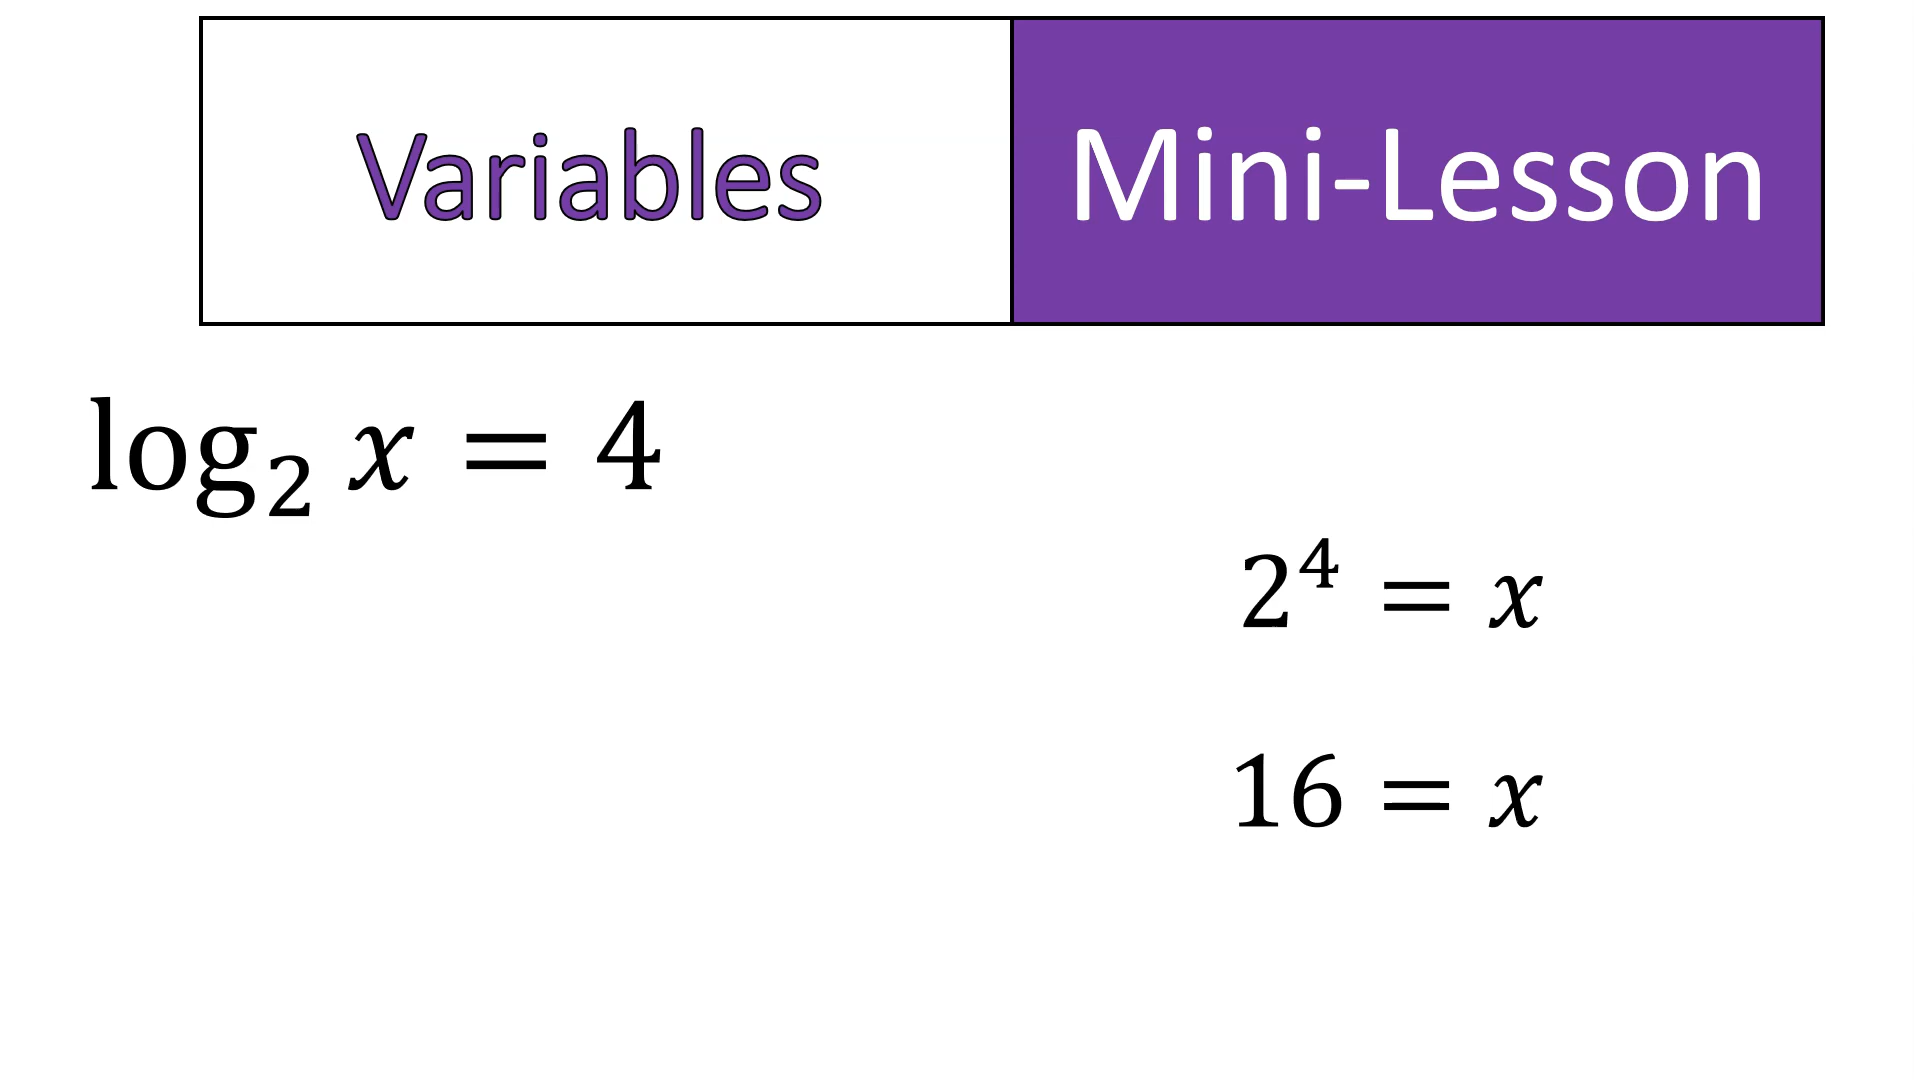 Variables Mini-Lesson
log₂ x = 4
2⁴ = x
16 = x